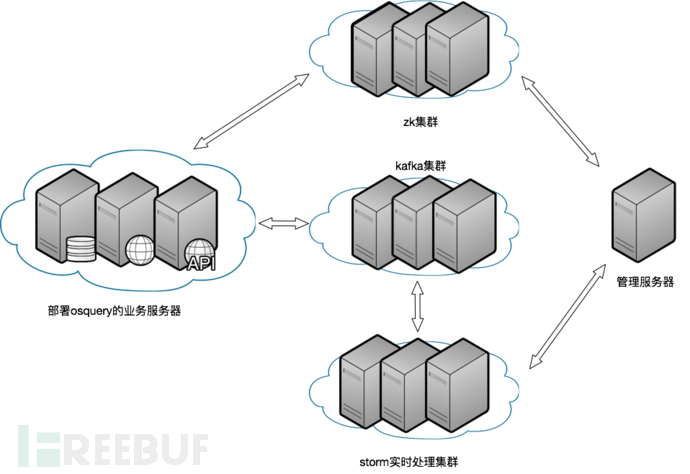 zk集群
kafka集群
API
部署osquery的业务服务器
管理服务器
storm实时处理集群
FREEBUF